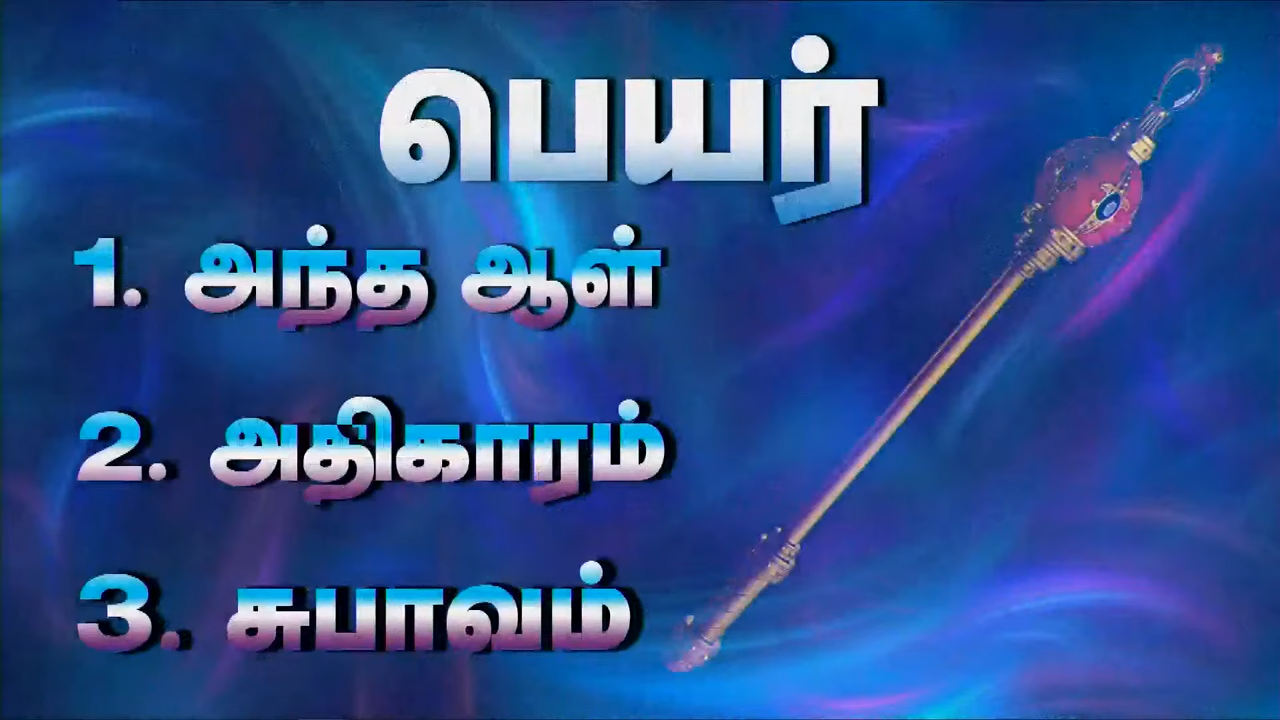 பெயர்
1. அந்த ஆள்
2. அதிகாரம்
3. சுபாவம்